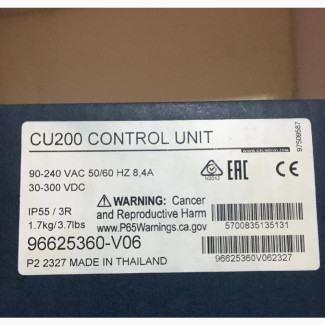 97509587
CU200 CONTROL UNIT
90-240 VAC 50/60 HZ 8,4A
30-300 VDC
EAC CE
IP55 / 3R
1.7kg/3.7lbs
WARNING: Cancer
and Reproductive Harm
www.P65Warnings.ca.gov
5700835135131
96625360-V06
P2 2327 MADE IN THAILAND
96625360V062327